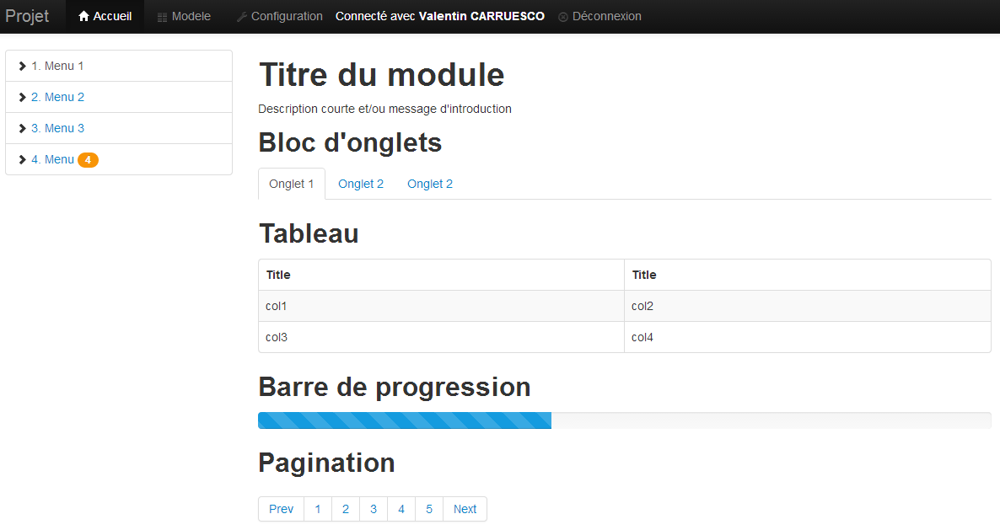 Projet Accueil Modele Configuration Connecté avec Valentin CARRUESCO Déconnexion
1. Menu 1
2. Menu 2
3. Menu 3
4. Menu 4
Titre du module
Description courte et/ou message d'introduction
Bloc d'onglets
Onglet 1 Onglet 2 Onglet 2
Tableau
Title Title
col1 col2
col3 col4
Barre de progression
Pagination
Prev 1 2 3 4 5 Next